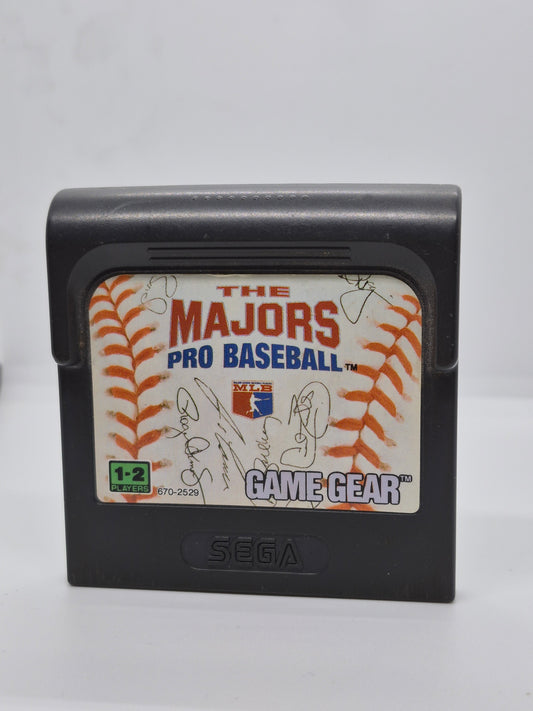 THE
MAJORS
PRO BASEBALL™
MLB
1-2
PLAYERS
670-2529
GAME GEAR™
SEGA